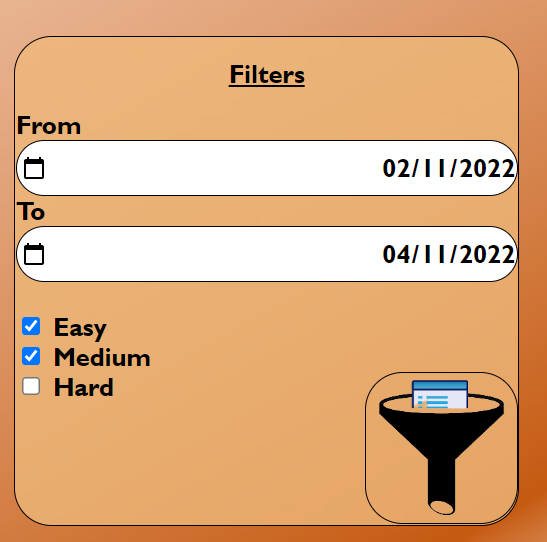 Filters
From
02/11/2022
To
04/11/2022
Easy
Medium
Hard